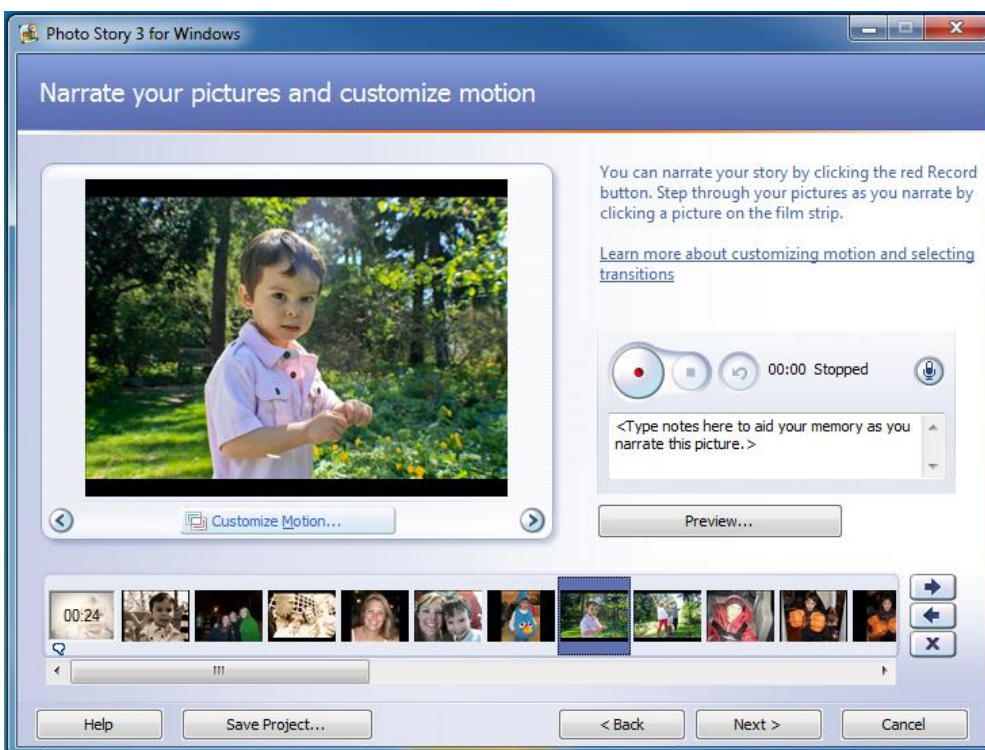 Photo Story 3 for Windows
Narrate your pictures and customize motion
You can narrate your story by clicking the red Record
button. Step through your pictures as you narrate by
clicking a picture on the film strip.
Learn more about customizing motion and selecting
transitions
00:00 Stopped
<Type notes here to aid your memory as you
narrate this picture.>
Customize Motion...
Preview...
00:24
Help
Save Project...
< Back
Next >
Cancel